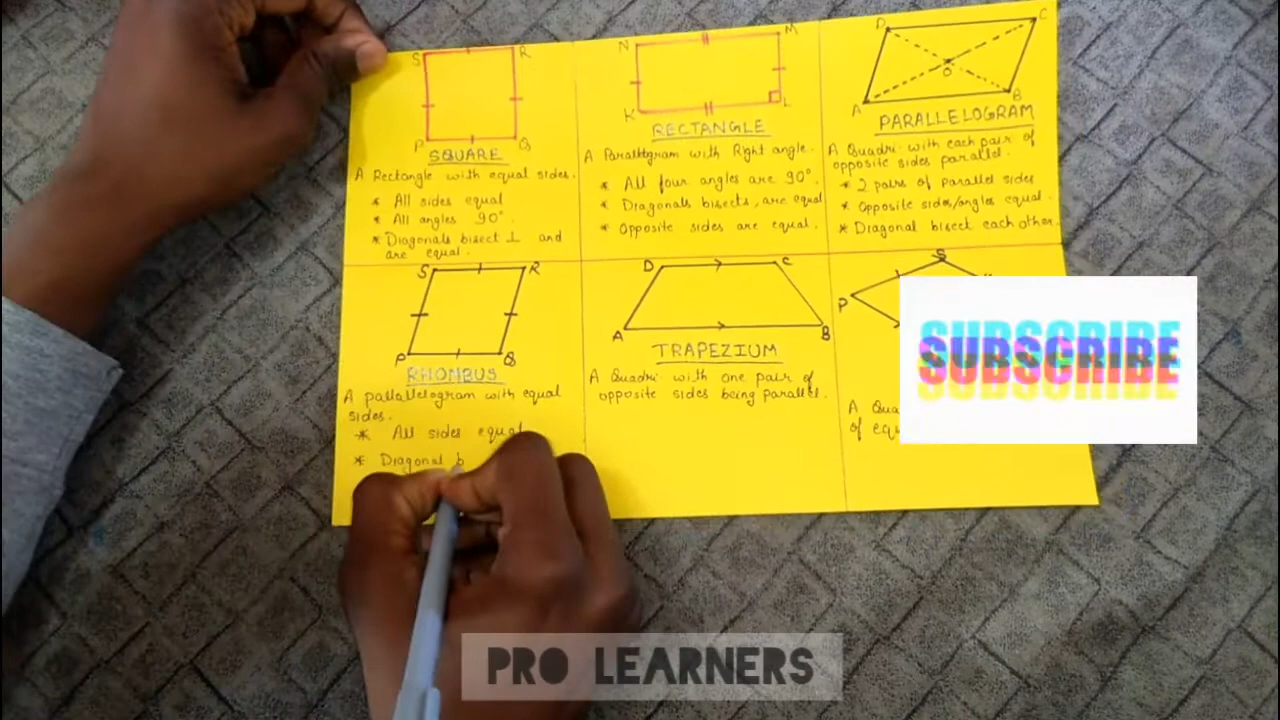 S R
P Q
SQUARE
A Rectangle with equal sides.
* All sides equal
* All angles 90°.
* Diagonals bisect ⊥ and
are equal.
N M
K L
RECTANGLE
A Parallogram with Right angle.
* All four angles are 90°.
* Diagonals bisects, are equal
* Opposite sides are equal.
D C
O
A B
PARALLELOGRAM
A Quadri- with each pair of
opposite sides parallel.
* 2 pairs of parallel sides
* Opposite sides/angles equal.
* Diagonal bisect each other.
S R
P Q
RHOMBUS
A pallallelogram with equal
sides.
* All sides equal
* Diagonal b
D C
A B
TRAPEZIUM
A Quadri- with one pair of
opposite sides being parallel.
S
P
A Qua
of equ
SUBSCRIBE
PRO LEARNERS